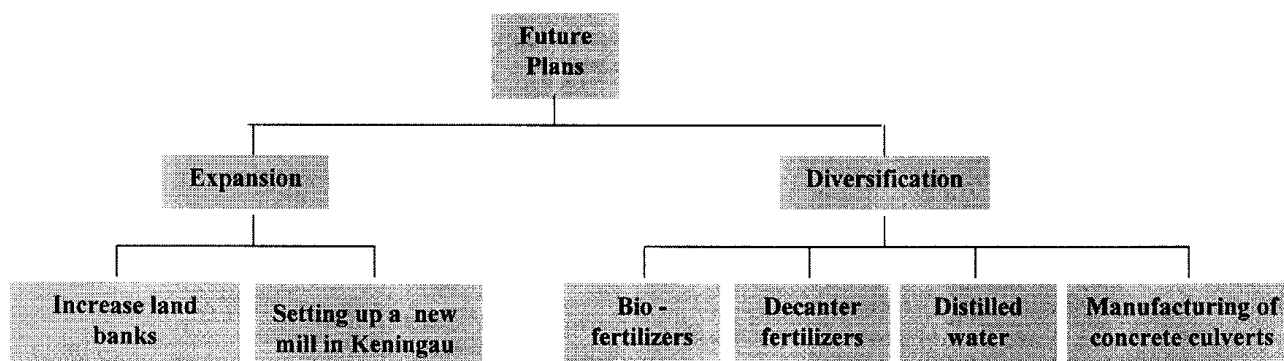 Future
Plans
Expansion
Diversification
Increase land
banks
Setting up a new
mill in Keningau
Bio -
fertilizers
Decanter
fertilizers
Distilled
water
Manufacturing of
concrete culverts